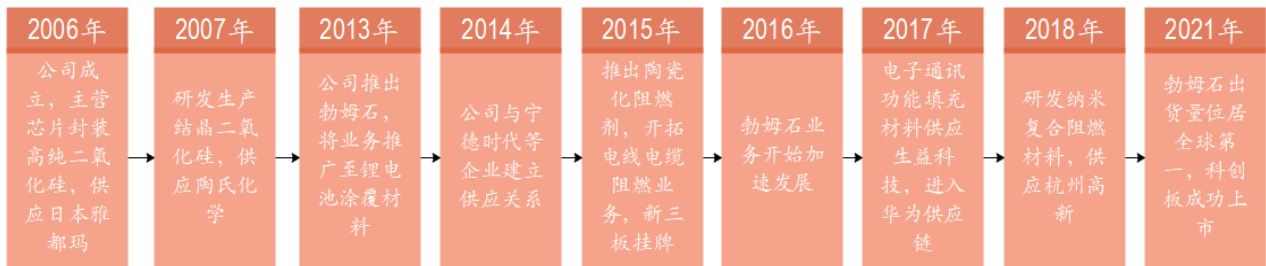 2006年
公司成
立，主营
芯片封装
高纯二氧
化硅，供
应日本雅
都玛
2007年
研发生产
结晶二氧
化硅，供
应陶氏化
学
2013年
公司推出
勃姆石，
将业务推
广至锂电
池涂覆材
料
2014年
公司与宁
德时代等
企业建立
供应关系
2015年
推出陶瓷
化阻燃
剂，开拓
电线电缆
阻燃业
务，新三
板挂牌
2016年
勃姆石业
务开始加
速发展
2017年
电子通讯
功能填充
材料供应
生益科
技，进入
华为供应
链
2018年
研发纳米
复合阻燃
材料，供
应杭州高
新
2021年
勃姆石出
货量位居
全球第
一，科创
板成功上
市